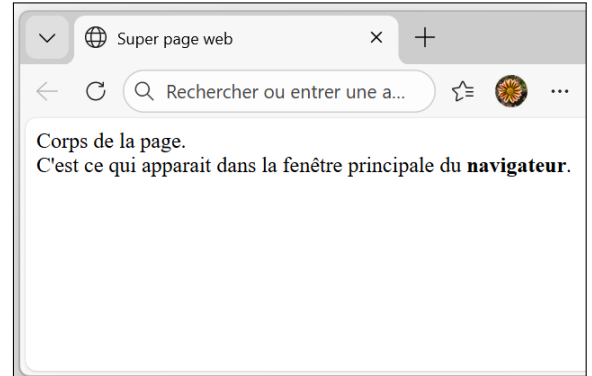 Super page web
Rechercher ou entrer une a...
Corps de la page.
C'est ce qui apparait dans la fenêtre principale du navigateur.